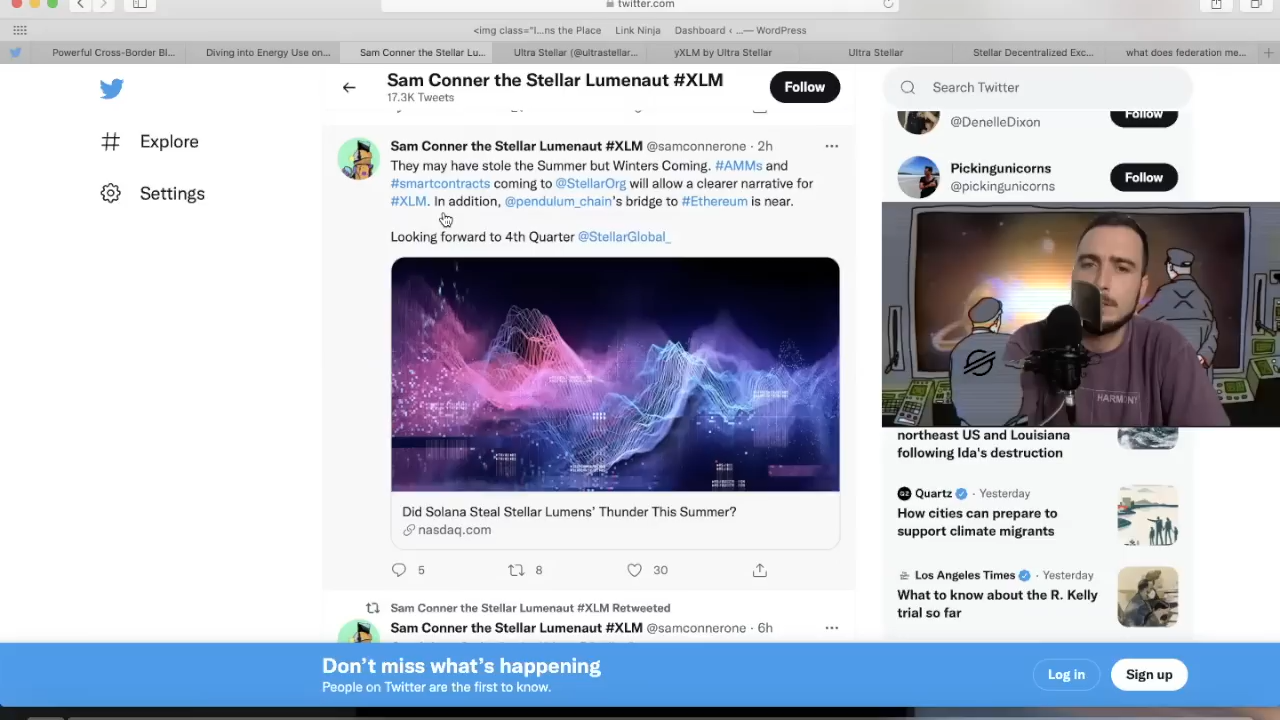 twitter.com
<img class="l...ns the Place Link Ninja Dashboard ‹ ...— WordPress
Powerful Cross-Border Bl... Diving into Energy Use on... Sam Conner the Stellar Lu... Ultra Stellar (@ultrastellar... yXLM by Ultra Stellar Ultra Stellar Stellar Decentralized Exc... what does federation me...
Explore
Settings
Sam Conner the Stellar Lumenaut #XLM
17.3K Tweets
Follow
Sam Conner the Stellar Lumenaut #XLM @samconnerone · 2h
They may have stole the Summer but Winters Coming. #AMMs and
#smartcontracts coming to @StellarOrg will allow a clearer narrative for
#XLM. In addition, @pendulum_chain's bridge to #Ethereum is near.
Looking forward to 4th Quarter @StellarGlobal_
Did Solana Steal Stellar Lumens' Thunder This Summer?
nasdaq.com
5 8 30
Sam Conner the Stellar Lumenaut #XLM Retweeted
Sam Conner the Stellar Lumenaut #XLM @samconnerone · 6h
Search Twitter
@DenelleDixon
Follow
Pickingunicorns
@pickingunicorns
Follow
HARMONY
northeast US and Louisiana
following Ida's destruction
Quartz · Yesterday
How cities can prepare to
support climate migrants
Los Angeles Times · Yesterday
What to know about the R. Kelly
trial so far
Don't miss what's happening
People on Twitter are the first to know.
Log in
Sign up